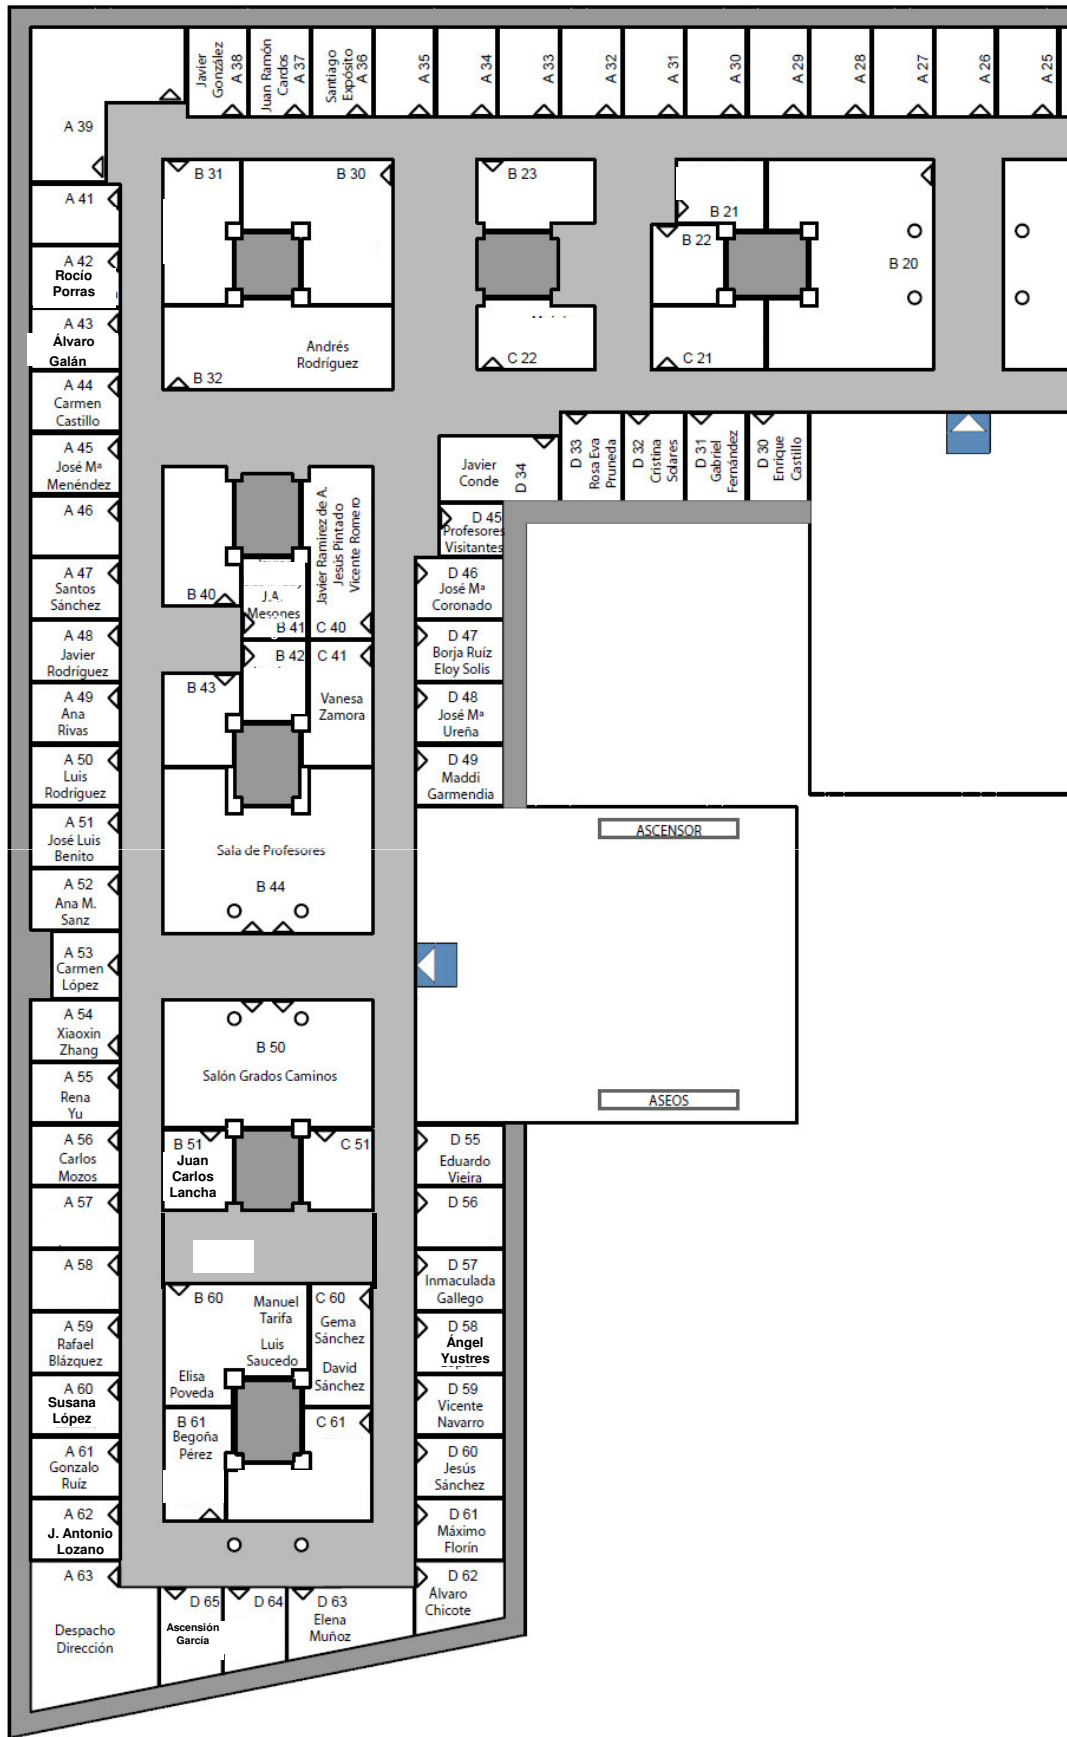 Javier
González
A 38
Juan Ramón
Cardos
A 37
Santiago
Expósito
A 36
A 35
A 34
A 33
A 32
A 31
A 30
A 29
A 28
A 27
A 26
A 25
A 39
A 41
A 42
Rocío
Porras
A 43
Álvaro
Galán
A 44
Carmen
Castillo
A 45
José Mª
Menéndez
A 46
A 47
Santos
Sánchez
A 48
Javier
Rodríguez
A 49
Ana
Rivas
A 50
Luis
Rodríguez
A 51
José Luis
Benito
A 52
Ana M.
Sanz
A 53
Carmen
López
A 54
Xiaoxin
Zhang
A 55
Rena
Yu
A 56
Carlos
Mozos
A 57
A 58
A 59
Rafael
Blázquez
A 60
Susana
López
A 61
Gonzalo
Ruíz
A 62
J. Antonio
Lozano
A 63
Despacho
Dirección
B 31
B 30
B 32
Andrés
Rodríguez
B 23
C 22
B 21
B 22
C 21
B 20
Javier
Conde
D 34
D 33
Rosa Eva
Pruneda
D 32
Cristina
Solares
D 31
Gabriel
Fernández
D 30
Enrique
Castillo
D 45
Profesores
Visitantes
B 40
J.A.
Mesones
B 41
Javier Ramirez de A.
Jesús Pintado
Vicente Romero
C 40
B 42
C 41
Vanesa
Zamora
B 43
D 46
José Mª
Coronado
D 47
Borja Ruíz
Eloy Solis
D 48
José Mª
Ureña
D 49
Maddi
Garmendia
Sala de Profesores
B 44
ASCENSOR
B 50
Salón Grados Caminos
ASEOS
B 51
Juan
Carlos
Lancha
C 51
D 55
Eduardo
Vieira
D 56
D 57
Inmaculada
Gallego
D 58
Ángel
Yustres
D 59
Vicente
Navarro
D 60
Jesús
Sánchez
D 61
Máximo
Florín
D 62
Álvaro
Chicote
B 60
Manuel
Tarifa
Luis
Saucedo
Elisa
Poveda
C 60
Gema
Sánchez
David
Sánchez
B 61
Begoña
Pérez
C 61
D 65
Ascensión
García
D 64
D 63
Elena
Muñoz